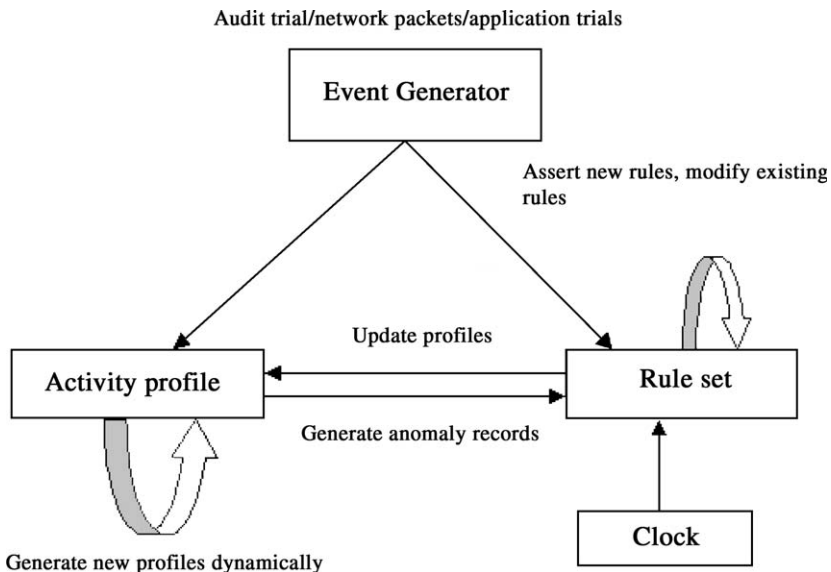 Audit trial/network packets/application trials
Event Generator
Assert new rules, modify existing
rules
Update profiles
Activity profile
Rule set
Generate anomaly records
Clock
Generate new profiles dynamically